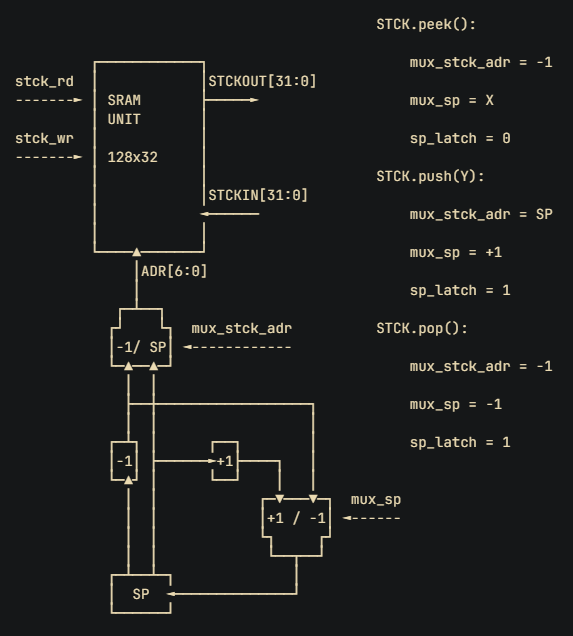 STCK.peek():
mux_stck_adr = -1
mux_sp = X
sp_latch = 0
STCK.push(Y):
mux_stck_adr = SP
mux_sp = +1
sp_latch = 1
STCK.pop():
mux_stck_adr = -1
mux_sp = -1
sp_latch = 1
stck_rd
stck_wr
SRAM
UNIT
128x32
STCKOUT[31:0]
STCKIN[31:0]
ADR[6:0]
-1/ SP
mux_stck_adr
-1
+1
+1 / -1
mux_sp
SP